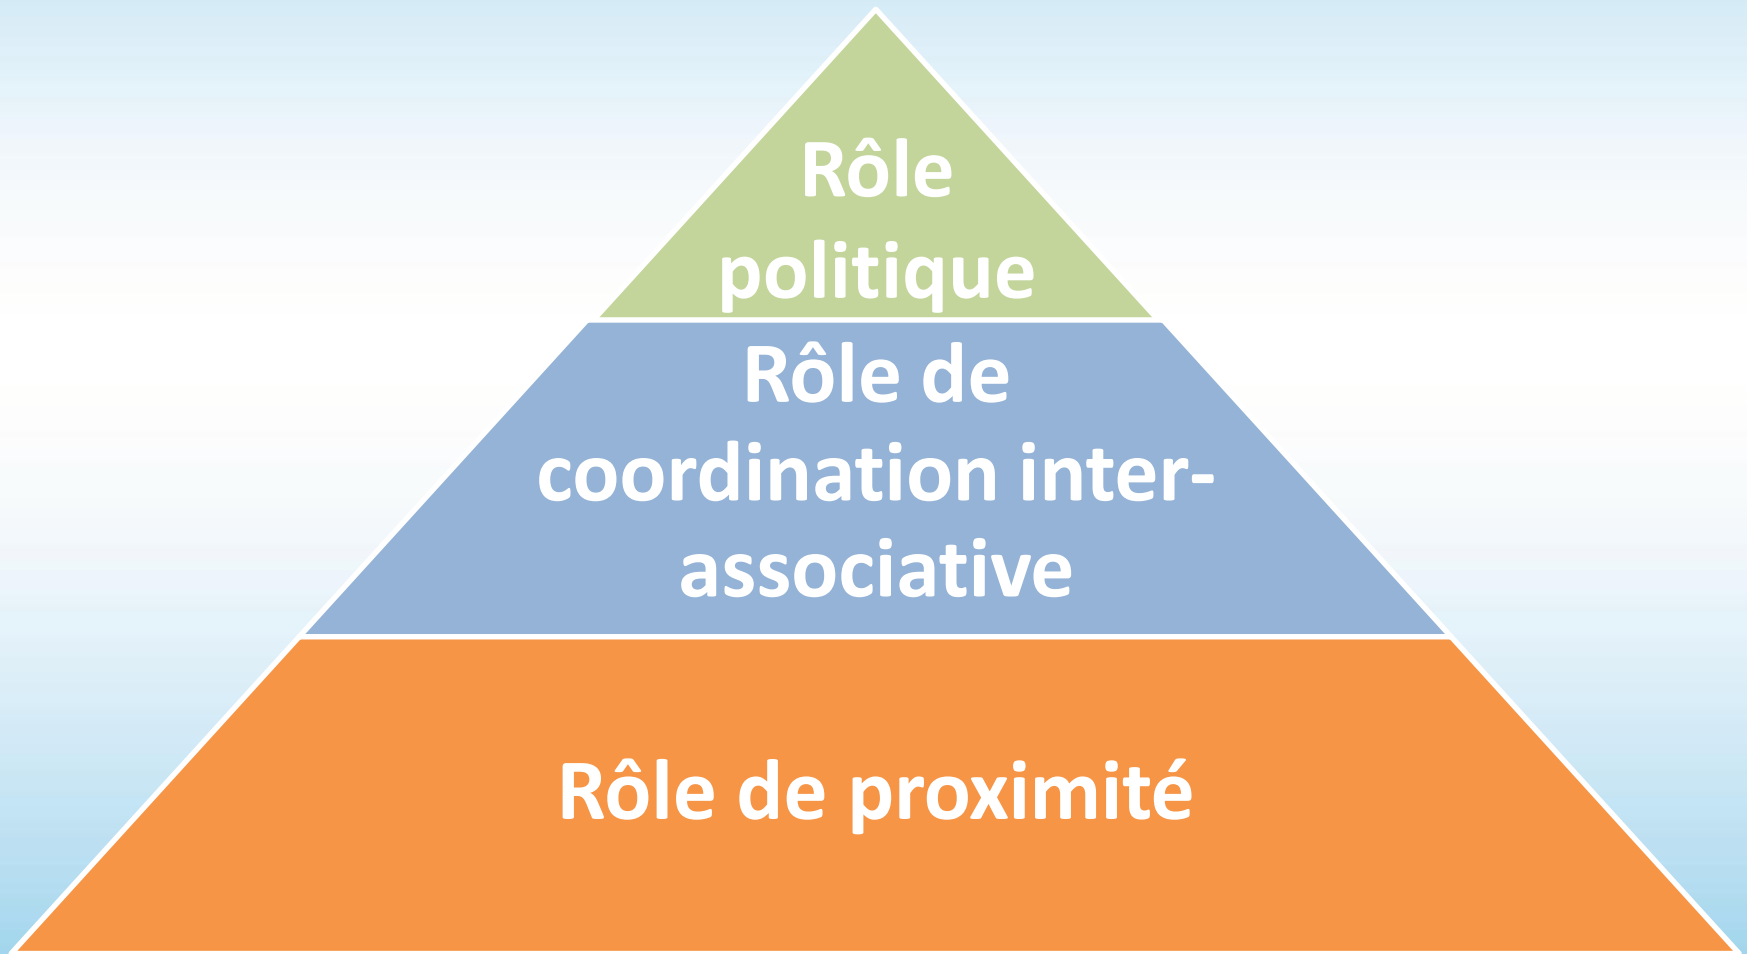 Rôle
politique
Rôle de
coordination inter-
associative
Rôle de proximité